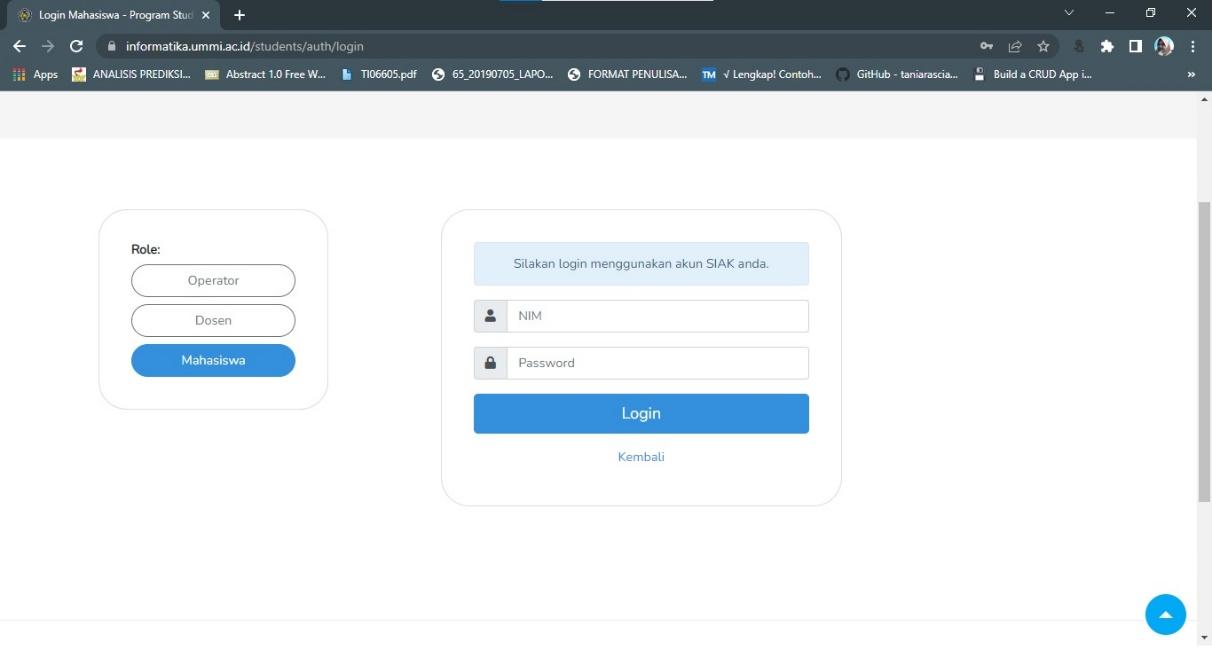 Login Mahasiswa - Program Stud
informatika.ummi.ac.id/students/auth/login
Apps ANALISIS PREDIKSI... Abstract 1.0 Free W... TI06605.pdf 65_20190705_LAPO... FORMAT PENULISA... TM √ Lengkap! Contoh... GitHub - taniarascia... Build a CRUD App i... »
Role:
Operator
Dosen
Mahasiswa
Silakan login menggunakan akun SIAK anda.
NIM
Password
Login
Kembali